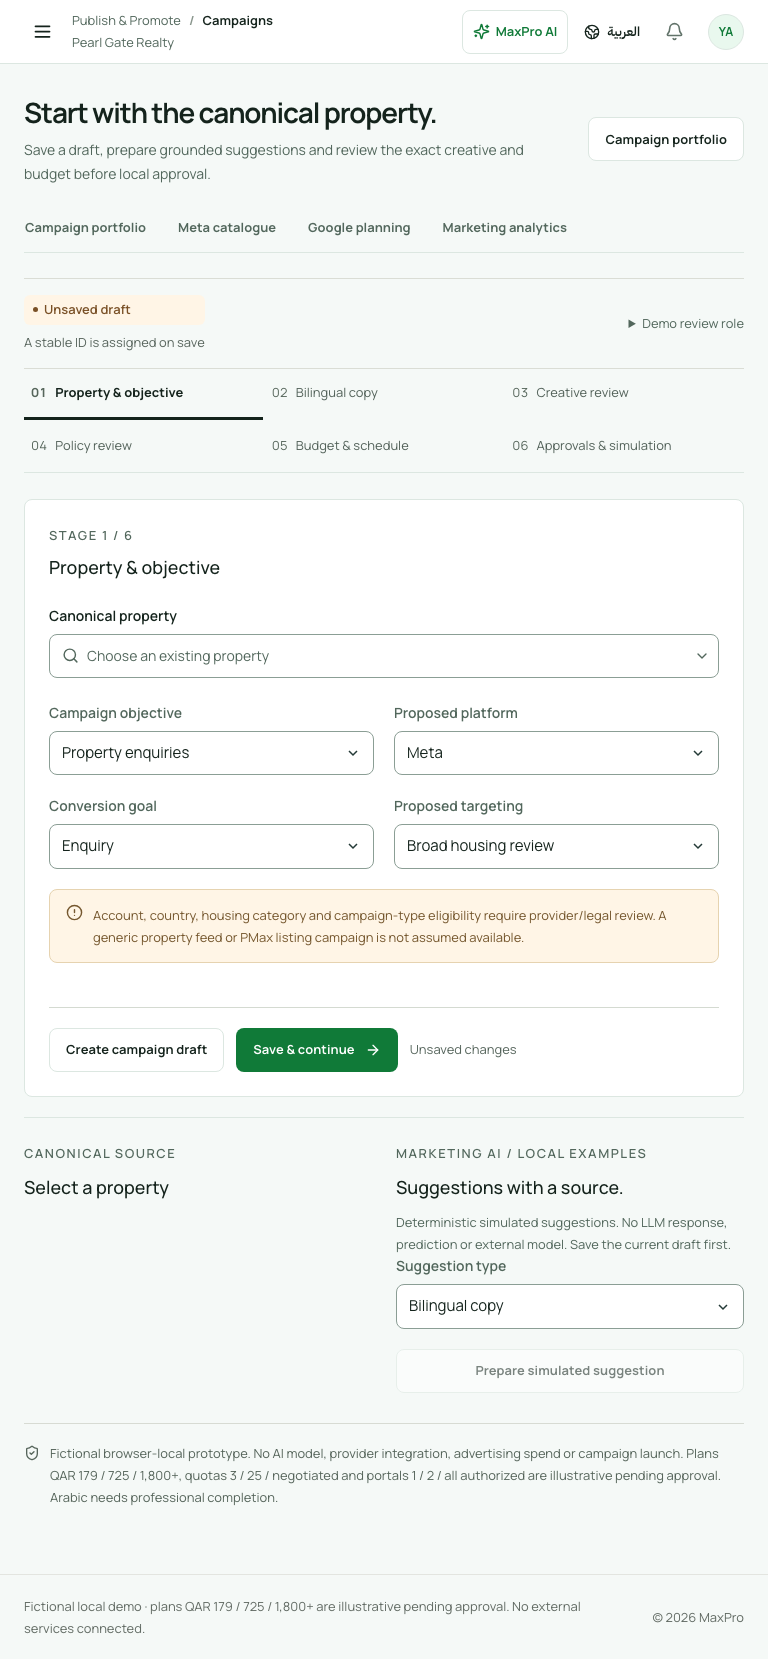 Publish & Promote / Campaigns
Pearl Gate Realty
MaxPro AI
العربية
YA
Start with the canonical property.
Save a draft, prepare grounded suggestions and review the exact creative and
budget before local approval.
Campaign portfolio
Campaign portfolio
Meta catalogue
Google planning
Marketing analytics
Unsaved draft
A stable ID is assigned on save
Demo review role
01 Property & objective
02 Bilingual copy
03 Creative review
04 Policy review
05 Budget & schedule
06 Approvals & simulation
STAGE 1 / 6
Property & objective
Canonical property
Choose an existing property
Campaign objective
Proposed platform
Property enquiries
Meta
Conversion goal
Proposed targeting
Enquiry
Broad housing review
Account, country, housing category and campaign-type eligibility require provider/legal review. A
generic property feed or PMax listing campaign is not assumed available.
Create campaign draft
Save & continue
Unsaved changes
CANONICAL SOURCE
Select a property
MARKETING AI / LOCAL EXAMPLES
Suggestions with a source.
Deterministic simulated suggestions. No LLM response,
prediction or external model. Save the current draft first.
Suggestion type
Bilingual copy
Prepare simulated suggestion
Fictional browser-local prototype. No AI model, provider integration, advertising spend or campaign launch. Plans
QAR 179 / 725 / 1,800+, quotas 3 / 25 / negotiated and portals 1 / 2 / all authorized are illustrative pending approval.
Arabic needs professional completion.
Fictional local demo · plans QAR 179 / 725 / 1,800+ are illustrative pending approval. No external
services connected.
© 2026 MaxPro